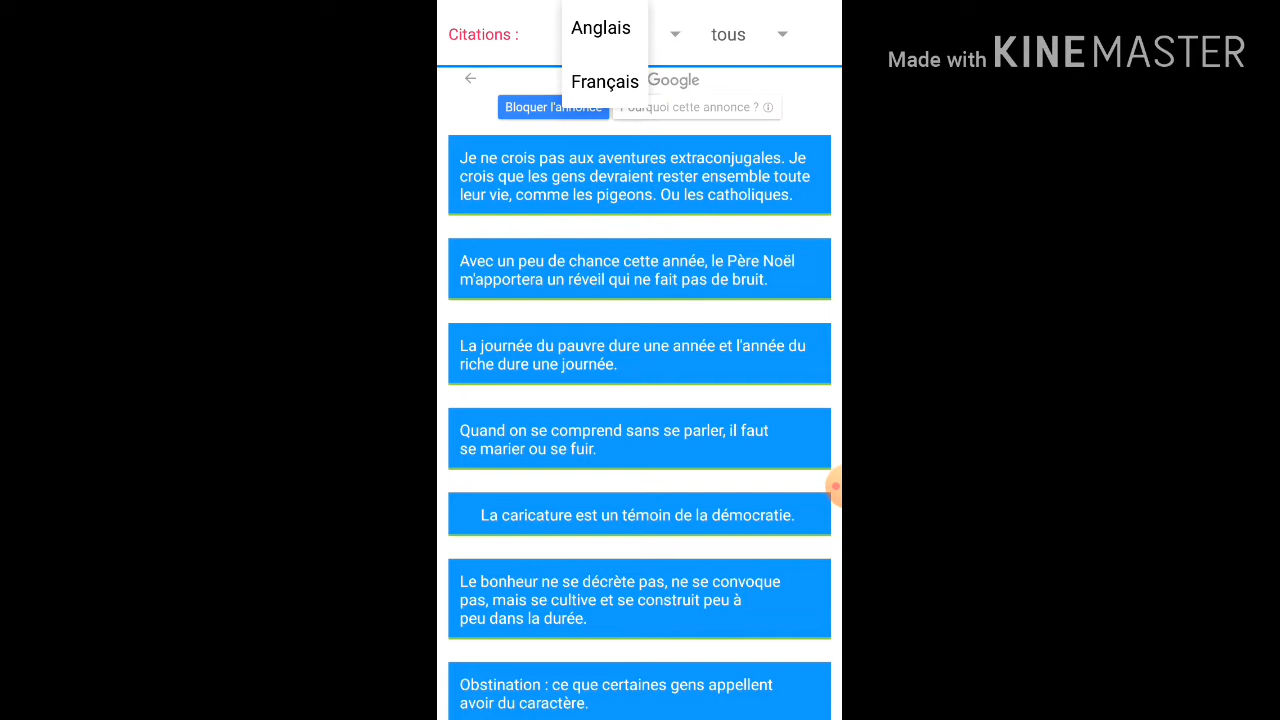 Citations :
Anglais
tous
Français
Google
Bloquer l'annonce
Pourquoi cette annonce ?
Made with KINEMASTER
Je ne crois pas aux aventures extraconjugales. Je
crois que les gens devraient rester ensemble toute
leur vie, comme les pigeons. Ou les catholiques.
Avec un peu de chance cette année, le Père Noël
m'apportera un réveil qui ne fait pas de bruit.
La journée du pauvre dure une année et l'année du
riche dure une journée.
Quand on se comprend sans se parler, il faut
se marier ou se fuir.
La caricature est un témoin de la démocratie.
Le bonheur ne se décrète pas, ne se convoque
pas, mais se cultive et se construit peu à
peu dans la durée.
Obstination : ce que certaines gens appellent
avoir du caractère.